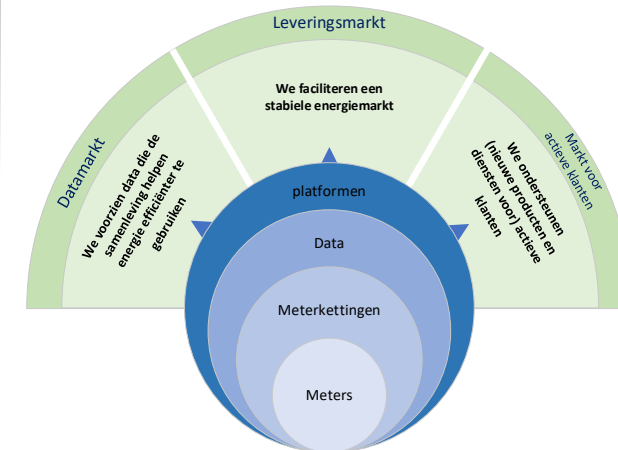 Leveringsmarkt
We faciliteren een
stabiele energiemarkt
Datamarkt
We voorzien data die de
samenleving helpen
energie efficiënter te
gebruiken
Markt voor
actieve klanten
We ondersteunen
(nieuwe producten en
diensten voor) actieve
klanten
platformen
Data
Meterkettingen
Meters